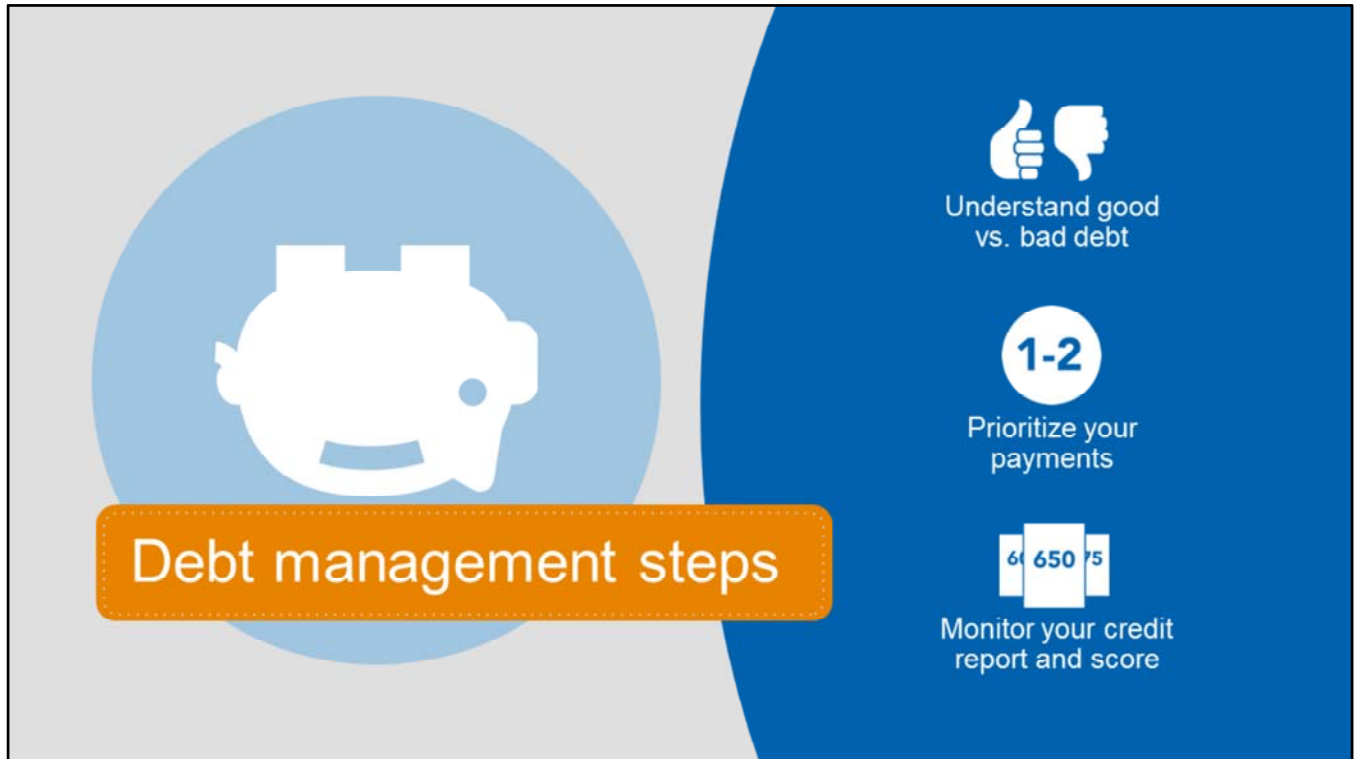 Debt management steps
Understand good
vs. bad debt
1-2
Prioritize your
payments
650
75
Monitor your credit
report and score